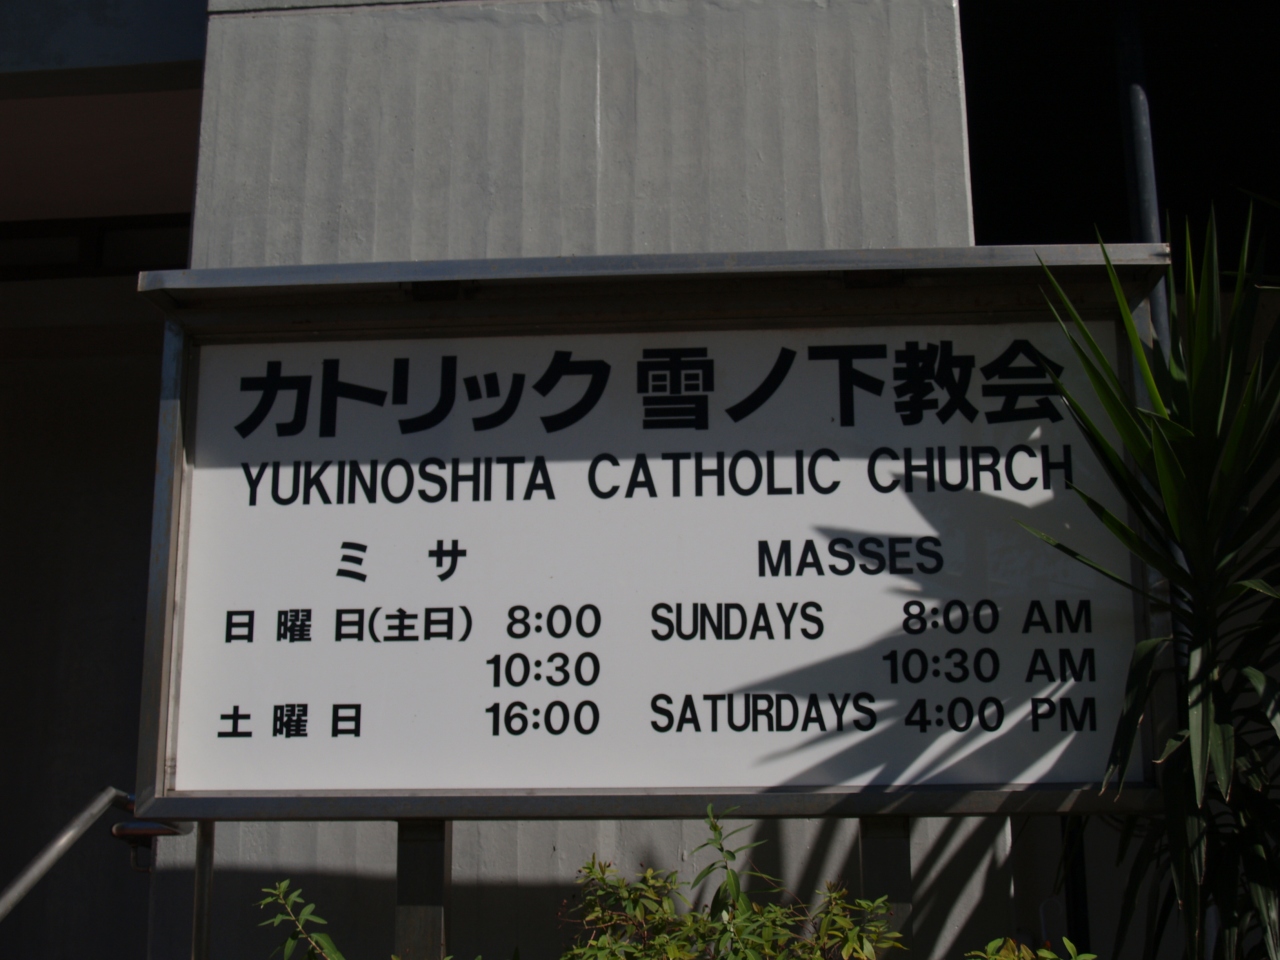 カトリック 雪ノ下教会
YUKINOSHITA CATHOLIC CHURCH
ミサ MASSES
日曜日(主日) 8:00 SUNDAYS 8:00 AM
10:30 10:30 AM
土曜日 16:00 SATURDAYS 4:00 PM